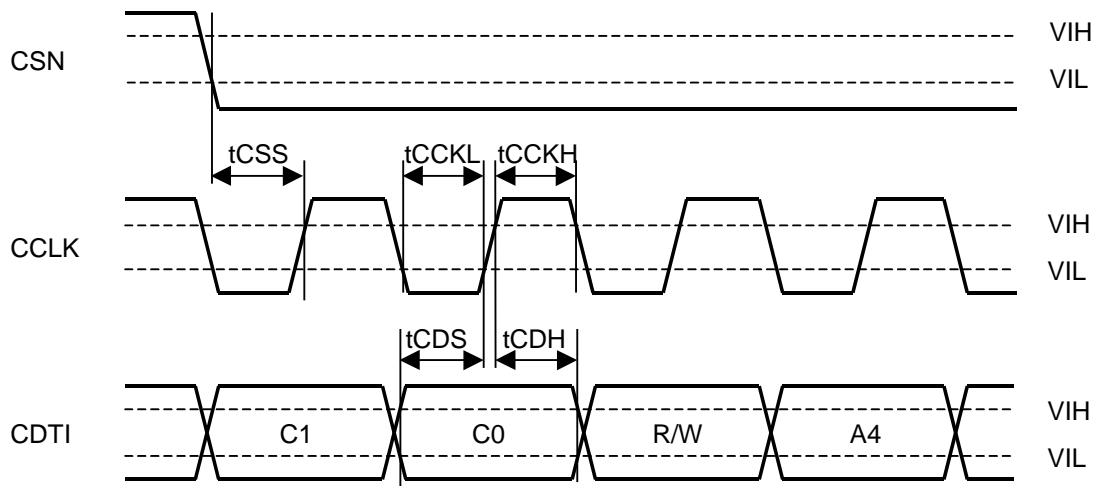 VIH
CSN
VIL
tCSS tCCKL tCCKH
VIH
CCLK
VIL
tCDS tCDH
VIH
CDTI C1 C0 R/W A4
VIL